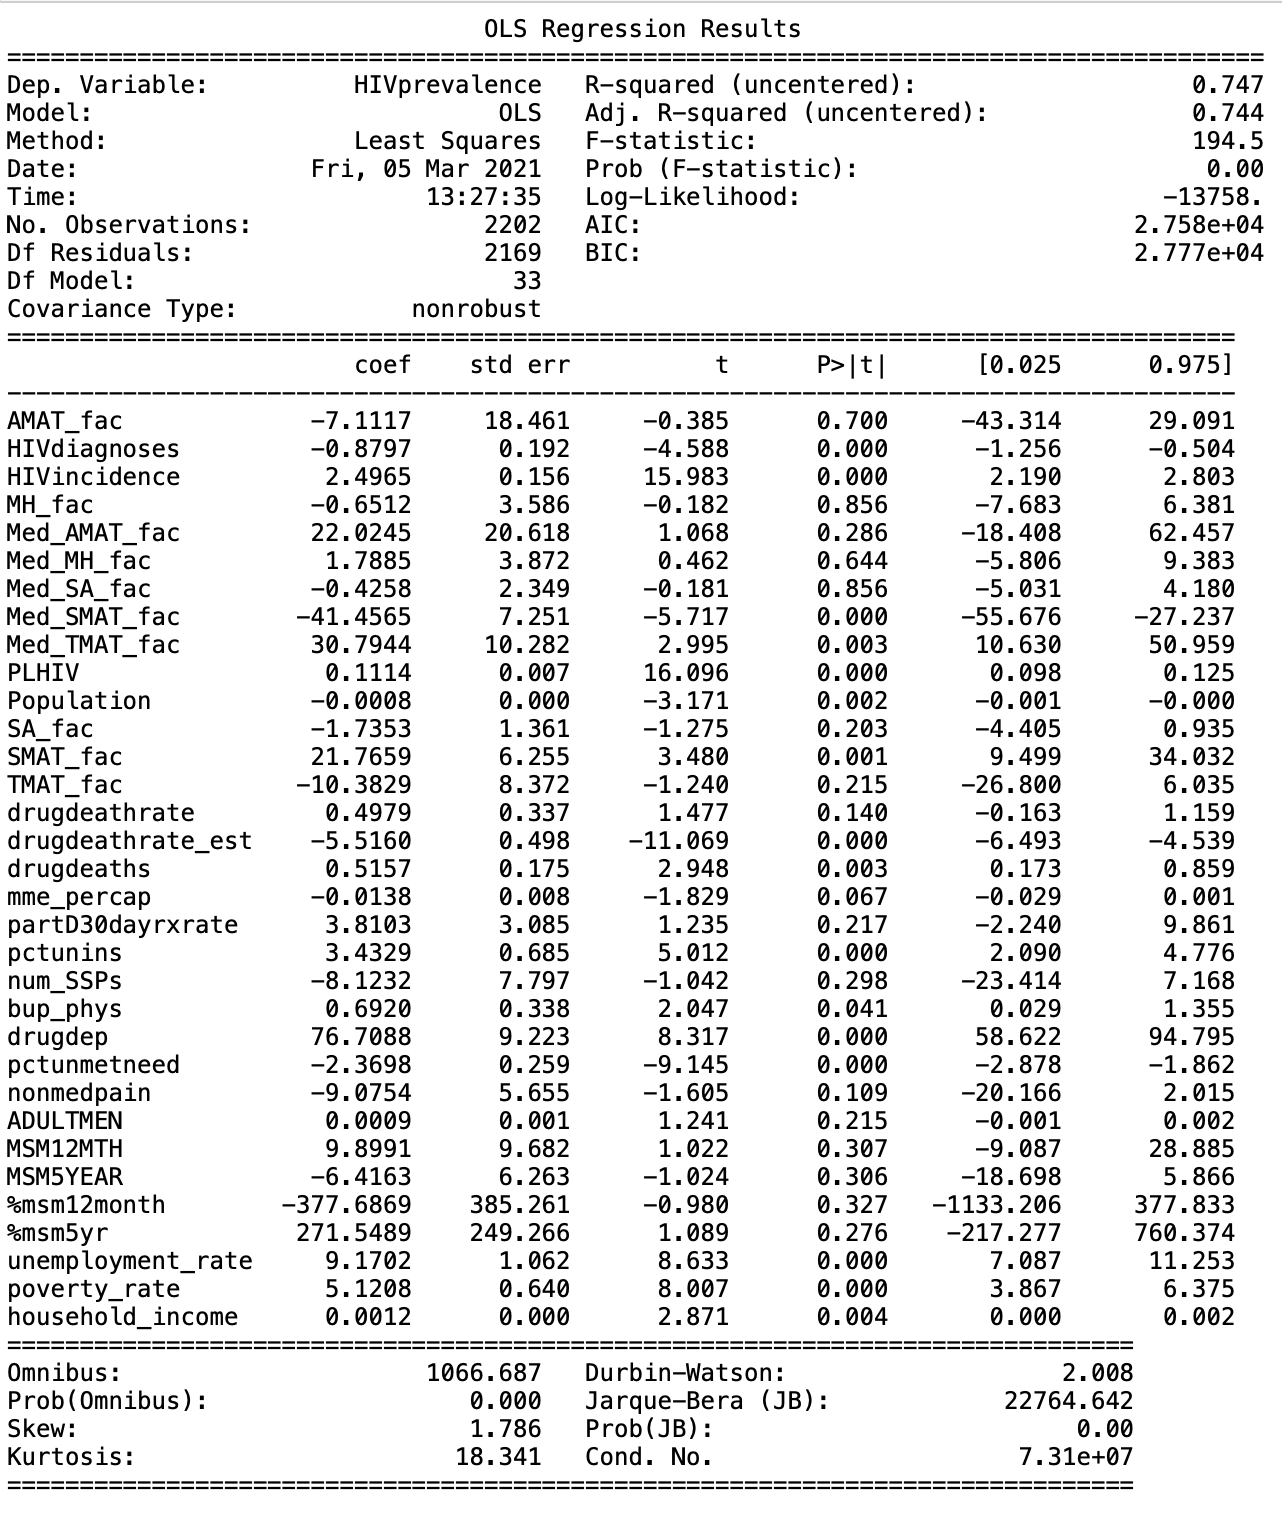 OLS Regression Results
==============================================================================
Dep. Variable: HIVprevalence R-squared (uncentered): 0.747
Model: OLS Adj. R-squared (uncentered): 0.744
Method: Least Squares F-statistic: 194.5
Date: Fri, 05 Mar 2021 Prob (F-statistic): 0.00
Time: 13:27:35 Log-Likelihood: -13758.
No. Observations: 2202 AIC: 2.758e+04
Df Residuals: 2169 BIC: 2.777e+04
Df Model: 33
Covariance Type: nonrobust
==============================================================================
coef std err t P>|t| [0.025 0.975]
------------------------------------------------------------------------------
AMAT_fac -7.1117 18.461 -0.385 0.700 -43.314 29.091
HIVdiagnoses -0.8797 0.192 -4.588 0.000 -1.256 -0.504
HIVincidence 2.4965 0.156 15.983 0.000 2.190 2.803
MH_fac -0.6512 3.586 -0.182 0.856 -7.683 6.381
Med_AMAT_fac 22.0245 20.618 1.068 0.286 -18.408 62.457
Med_MH_fac 1.7885 3.872 0.462 0.644 -5.806 9.383
Med_SA_fac -0.4258 2.349 -0.181 0.856 -5.031 4.180
Med_SMAT_fac -41.4565 7.251 -5.717 0.000 -55.676 -27.237
Med_TMAT_fac 30.7944 10.282 2.995 0.003 10.630 50.959
PLHIV 0.1114 0.007 16.096 0.000 0.098 0.125
Population -0.0008 0.000 -3.171 0.002 -0.001 -0.000
SA_fac -1.7353 1.361 -1.275 0.203 -4.405 0.935
SMAT_fac 21.7659 6.255 3.480 0.001 9.499 34.032
TMAT_fac -10.3829 8.372 -1.240 0.215 -26.800 6.035
drugdeathrate 0.4979 0.337 1.477 0.140 -0.163 1.159
drugdeathrate_est -5.5160 0.498 -11.069 0.000 -6.493 -4.539
drugdeaths 0.5157 0.175 2.948 0.003 0.173 0.859
mme_percap -0.0138 0.008 -1.829 0.067 -0.029 0.001
partD30dayrxrate 3.8103 3.085 1.235 0.217 -2.240 9.861
pctunins 3.4329 0.685 5.012 0.000 2.090 4.776
num_SSPs -8.1232 7.797 -1.042 0.298 -23.414 7.168
bup_phys 0.6920 0.338 2.047 0.041 0.029 1.355
drugdep 76.7088 9.223 8.317 0.000 58.622 94.795
pctunmetneed -2.3698 0.259 -9.145 0.000 -2.878 -1.862
nonmedpain -9.0754 5.655 -1.605 0.109 -20.166 2.015
ADULTMEN 0.0009 0.001 1.241 0.215 -0.001 0.002
MSM12MTH 9.8991 9.682 1.022 0.307 -9.087 28.885
MSM5YEAR -6.4163 6.263 -1.024 0.306 -18.698 5.866
%msm12month -377.6869 385.261 -0.980 0.327 -1133.206 377.833
%msm5yr 271.5489 249.266 1.089 0.276 -217.277 760.374
unemployment_rate 9.1702 1.062 8.633 0.000 7.087 11.253
poverty_rate 5.1208 0.640 8.007 0.000 3.867 6.375
household_income 0.0012 0.000 2.871 0.004 0.000 0.002
==============================================================================
Omnibus: 1066.687 Durbin-Watson: 2.008
Prob(Omnibus): 0.000 Jarque-Bera (JB): 22764.642
Skew: 1.786 Prob(JB): 0.00
Kurtosis: 18.341 Cond. No. 7.31e+07
==============================================================================